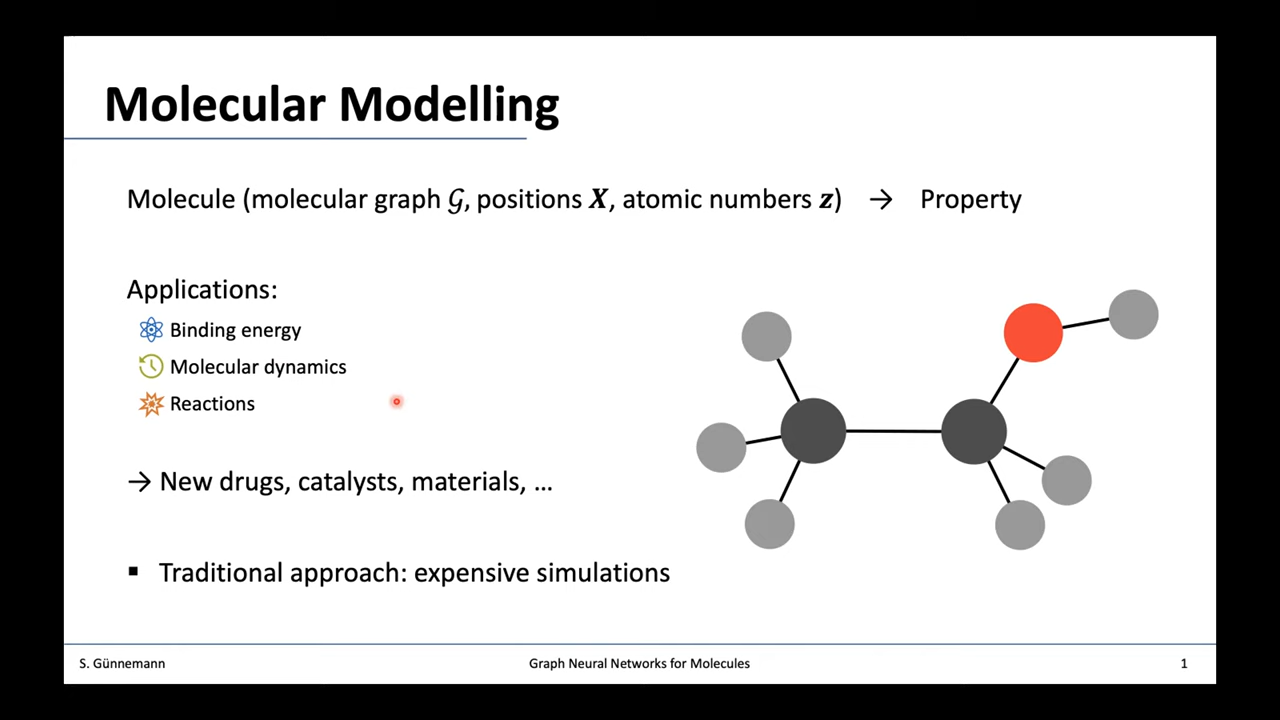 Molecular Modelling
Molecule (molecular graph 𝒢, positions X, atomic numbers z) → Property
Applications:
Binding energy
Molecular dynamics
Reactions
→ New drugs, catalysts, materials, ...
▪ Traditional approach: expensive simulations
S. Günnemann
Graph Neural Networks for Molecules
1